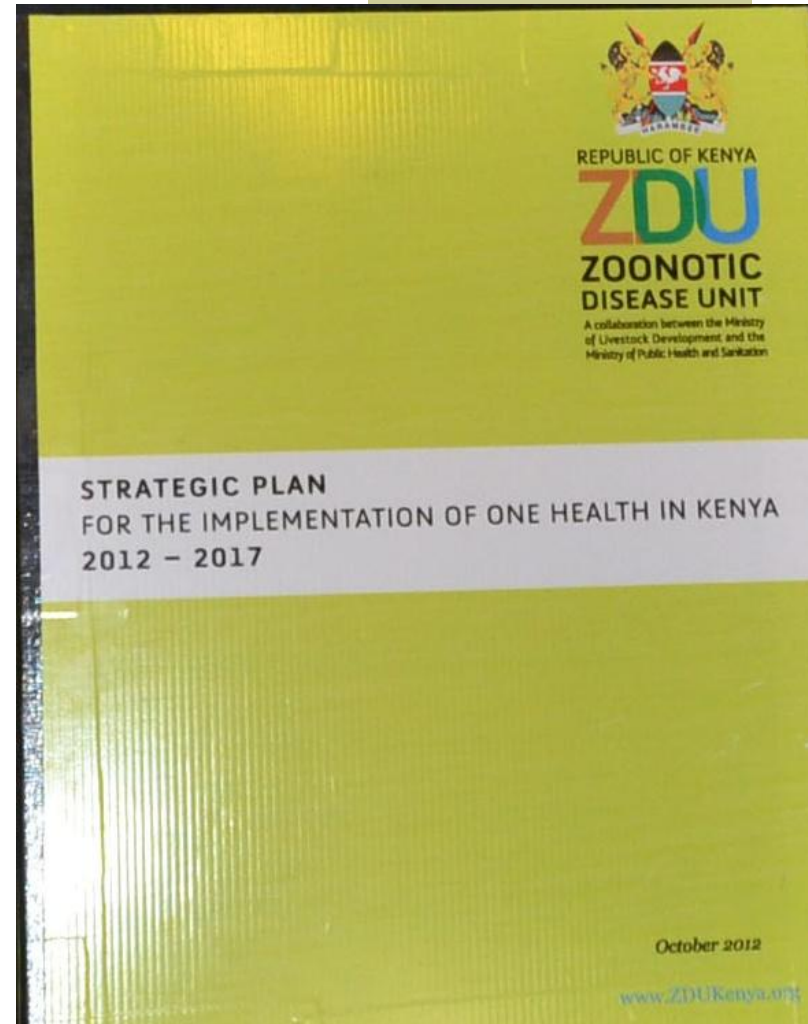 HARAMBEE
REPUBLIC OF KENYA
ZDU
ZOONOTIC
DISEASE UNIT
A collaboration between the Ministry
of Livestock Development and the
Ministry of Public Health and Sanitation
STRATEGIC PLAN
FOR THE IMPLEMENTATION OF ONE HEALTH IN KENYA
2012 – 2017
October 2012
www.ZDUKenya.org